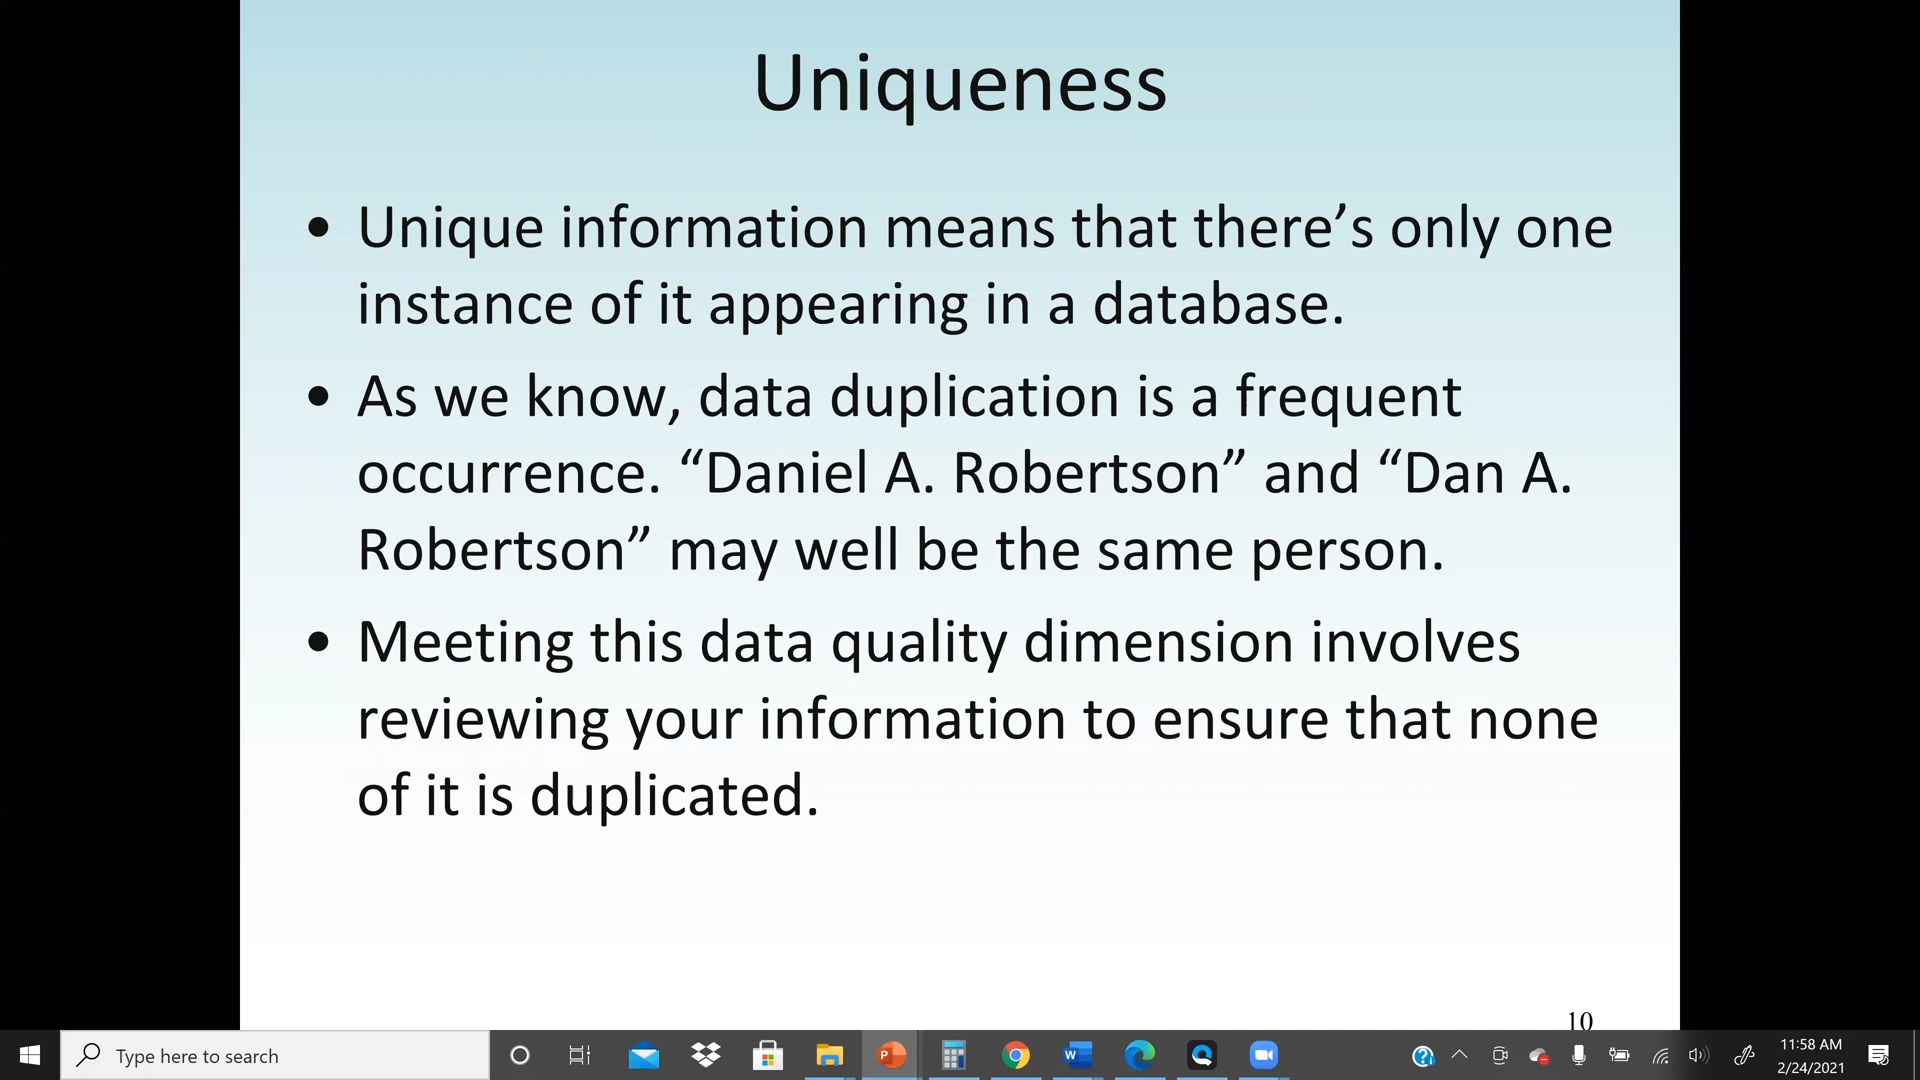 Uniqueness
• Unique information means that there’s only one
instance of it appearing in a database.
• As we know, data duplication is a frequent
occurrence. “Daniel A. Robertson” and “Dan A.
Robertson” may well be the same person.
• Meeting this data quality dimension involves
reviewing your information to ensure that none
of it is duplicated.
10
Type here to search
11:58 AM
2/24/2021